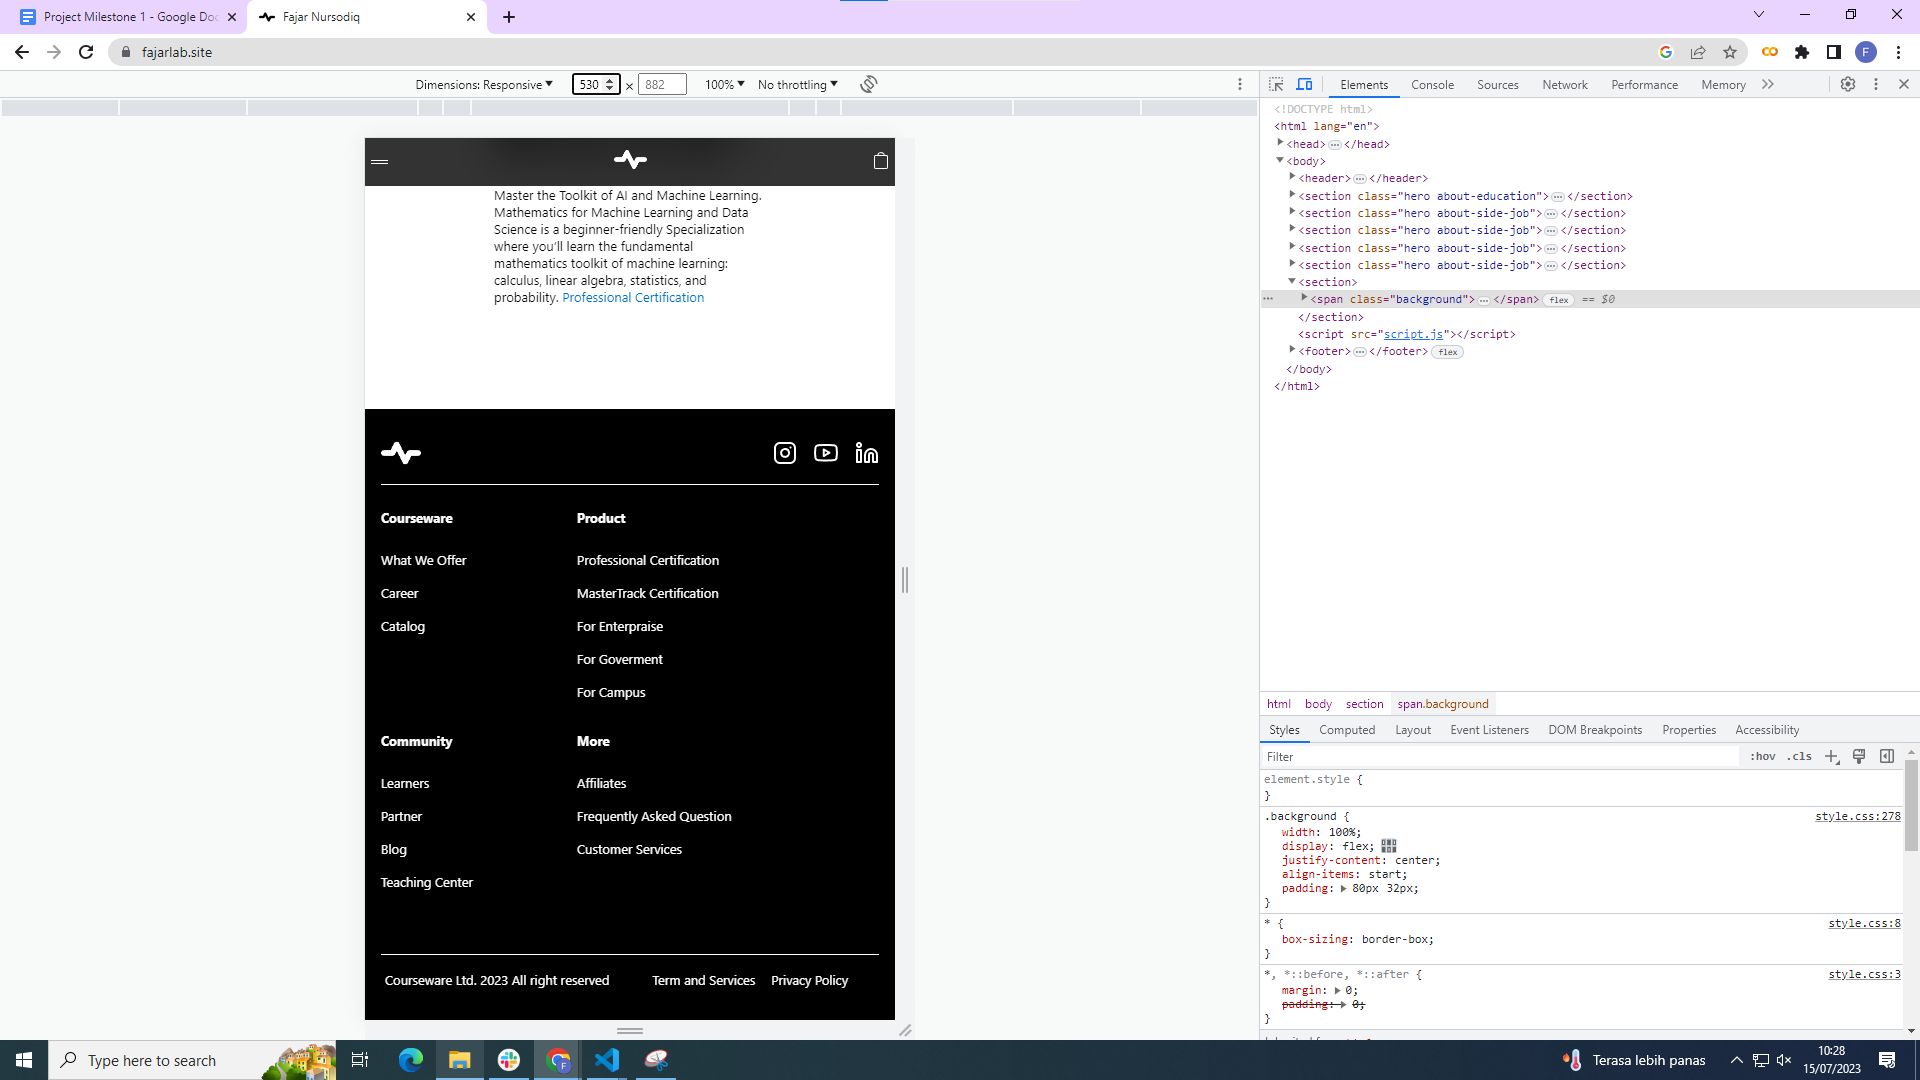 Project Milestone 1 - Google Doc
Fajar Nursodiq
fajarlab.site
F
Dimensions: Responsive
530
×
882
100%
No throttling
Elements
Console
Sources
Network
Performance
Memory
Master the Toolkit of AI and Machine Learning.
Mathematics for Machine Learning and Data
Science is a beginner-friendly Specialization
where you'll learn the fundamental
mathematics toolkit of machine learning:
calculus, linear algebra, statistics, and
probability. Professional Certification
Courseware
What We Offer
Career
Catalog
Product
Professional Certification
MasterTrack Certification
For Enterpraise
For Goverment
For Campus
Community
Learners
Partner
Blog
Teaching Center
More
Affiliates
Frequently Asked Question
Customer Services
Courseware Ltd. 2023 All right reserved
Term and Services
Privacy Policy
<!DOCTYPE html>
<html lang="en">
<head>…</head>
<body>
<header>…</header>
<section class="hero about-education">…</section>
<section class="hero about-side-job">…</section>
<section class="hero about-side-job">…</section>
<section class="hero about-side-job">…</section>
<section class="hero about-side-job">…</section>
<section>
<span class="background">…</span> flex == $0
</section>
<script src="script.js"></script>
<footer>…</footer> flex
</body>
</html>
html body section span.background
Styles
Computed
Layout
Event Listeners
DOM Breakpoints
Properties
Accessibility
Filter
:hov .cls
element.style {
}
.background { style.css:278
width: 100%;
display: flex;
justify-content: center;
align-items: start;
padding: 80px 32px;
}
* { style.css:8
box-sizing: border-box;
}
*, *::before, *::after { style.css:3
margin: 0;
padding: 0;
}
Type here to search
Terasa lebih panas
10:28
15/07/2023